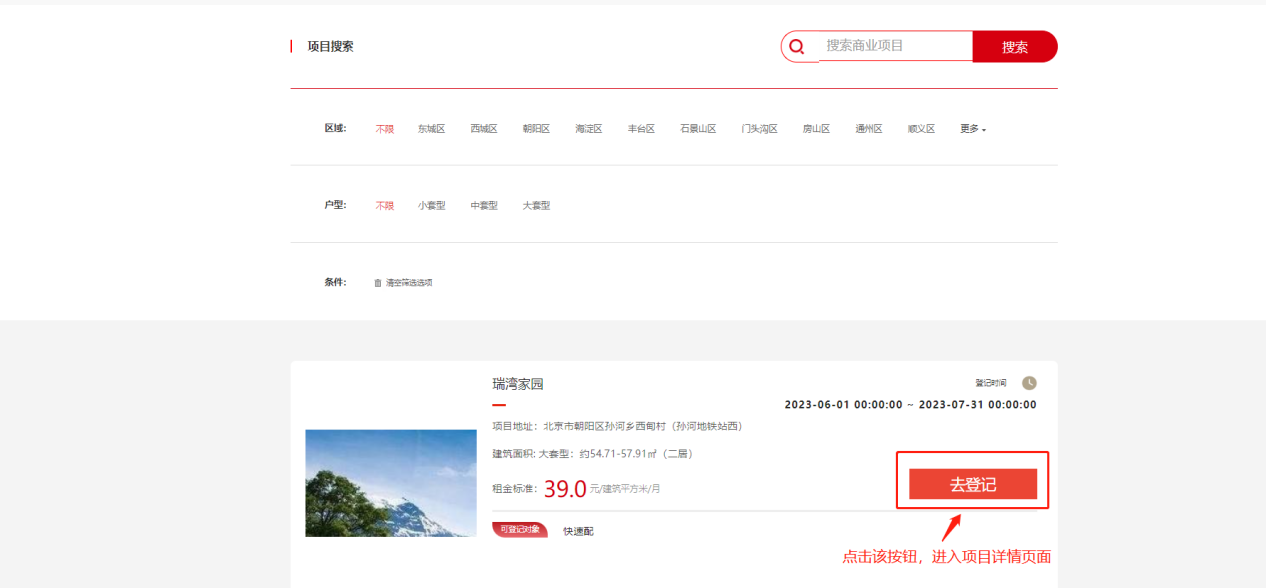 项目搜索
搜索商业项目
搜索
区域: 不限 东城区 西城区 朝阳区 海淀区 丰台区 石景山区 门头沟区 房山区 通州区 顺义区 更多
户型: 不限 小套型 中套型 大套型
条件: 清空筛选选项
瑞湾家园
登记时间
2023-06-01 00:00:00 ~ 2023-07-31 00:00:00
项目地址：北京市朝阳区孙河乡西甸村（孙河地铁站西）
建筑面积: 大套型：约54.71-57.91㎡（二居）
租金标准：39.0 元/建筑平方米/月
去登记
可登记对象 快速配
点击该按钮，进入项目详情页面